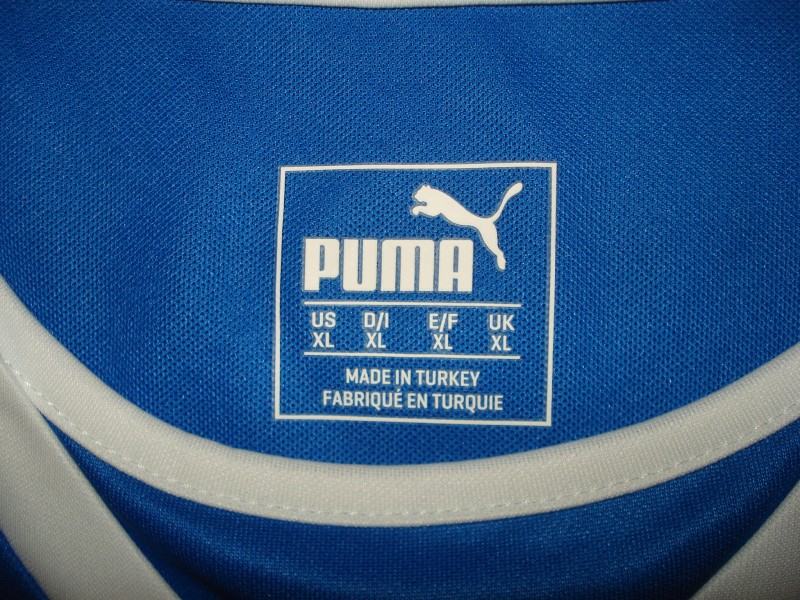 PUMA
US D/I E/F UK
XL XL XL XL
MADE IN TURKEY
FABRIQUÉ EN TURQUIE